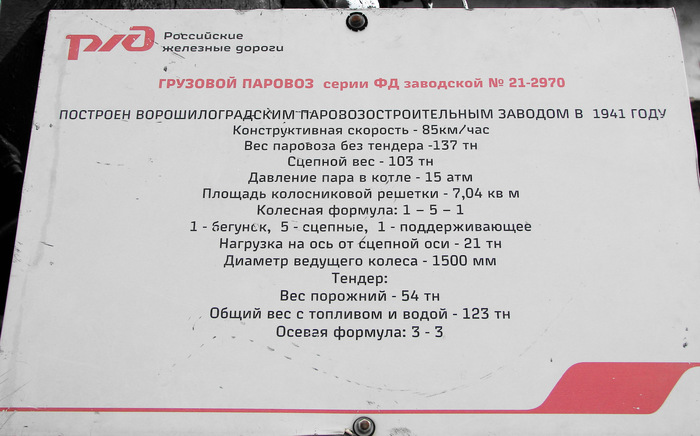 РЖД
Российские
железные дороги
ГРУЗОВОЙ ПАРОВОЗ серии ФД заводской № 21-2970
ПОСТРОЕН ВОРОШИЛОГРАДСКИМ ПАРОВОЗОСТРОИТЕЛЬНЫМ ЗАВОДОМ В 1941 ГОДУ
Конструктивная скорость - 85км/час
Вес паровоза без тендера -137 тн
Сцепной вес - 103 тн
Давление пара в котле - 15 атм
Площадь колосниковой решетки - 7,04 кв м
Колесная формула: 1 – 5 – 1
1 - бегунск, 5 - сцепные, 1 - поддерживающее
Нагрузка на ось от сцепной оси - 21 тн
Диаметр ведущего колеса - 1500 мм
Тендер:
Вес порожний - 54 тн
Общий вес с топливом и водой - 123 тн
Осевая формула: 3 - 3